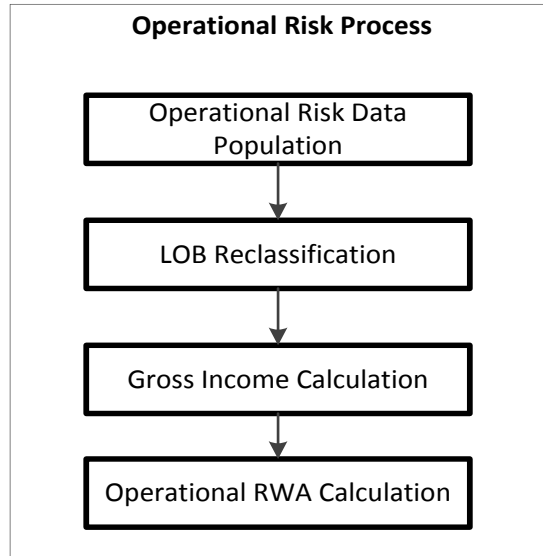 Operational Risk Process
Operational Risk Data
Population
LOB Reclassification
Gross Income Calculation
Operational RWA Calculation